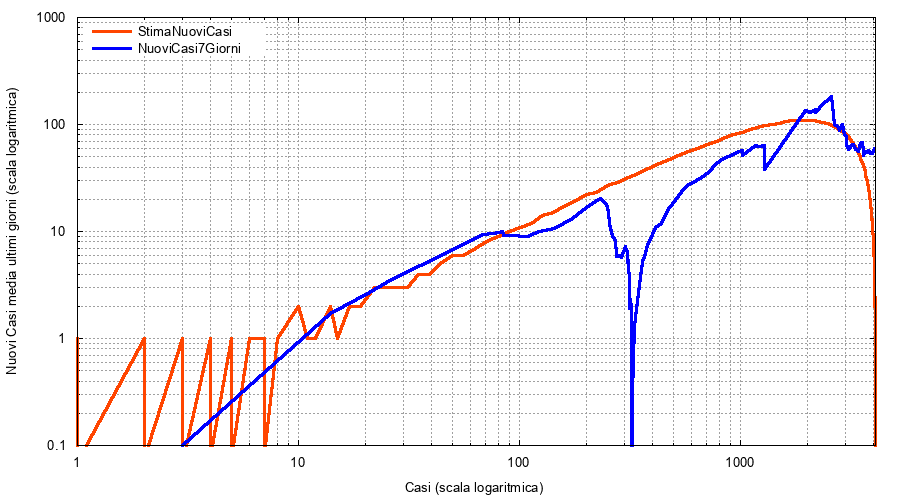 1000
100
10
1
0.1
Nuovi Casi media ultimi giorni (scala logaritmica)
StimaNuoviCasi
NuoviCasi7Giorni
1 10 100 1000
Casi (scala logaritmica)